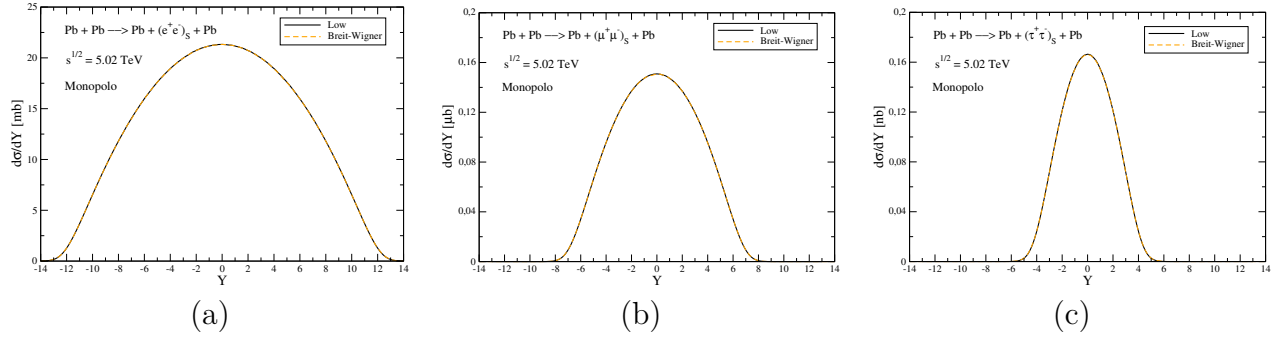 Pb + Pb —> Pb + (e⁺e⁻)S + Pb
s^1/2 = 5.02 TeV
Monopolo
Low
Breit-Wigner
dσ/dY [mb]
25
20
15
10
5
0
-14 -12 -10 -8 -6 -4 -2 0 2 4 6 8 10 12 14
Y
(a)
Pb + Pb —> Pb + (μ⁺μ⁻)S + Pb
s^1/2 = 5.02 TeV
Monopolo
Low
Breit-Wigner
dσ/dY [μb]
0,2
0,16
0,12
0,08
0,04
0
-14 -12 -10 -8 -6 -4 -2 0 2 4 6 8 10 12 14
Y
(b)
Pb + Pb —> Pb + (τ⁺τ⁻)S + Pb
s^1/2 = 5.02 TeV
Monopolo
Low
Breit-Wigner
dσ/dY [nb]
0,2
0,16
0,12
0,08
0,04
0
-14 -12 -10 -8 -6 -4 -2 0 2 4 6 8 10 12 14
Y
(c)